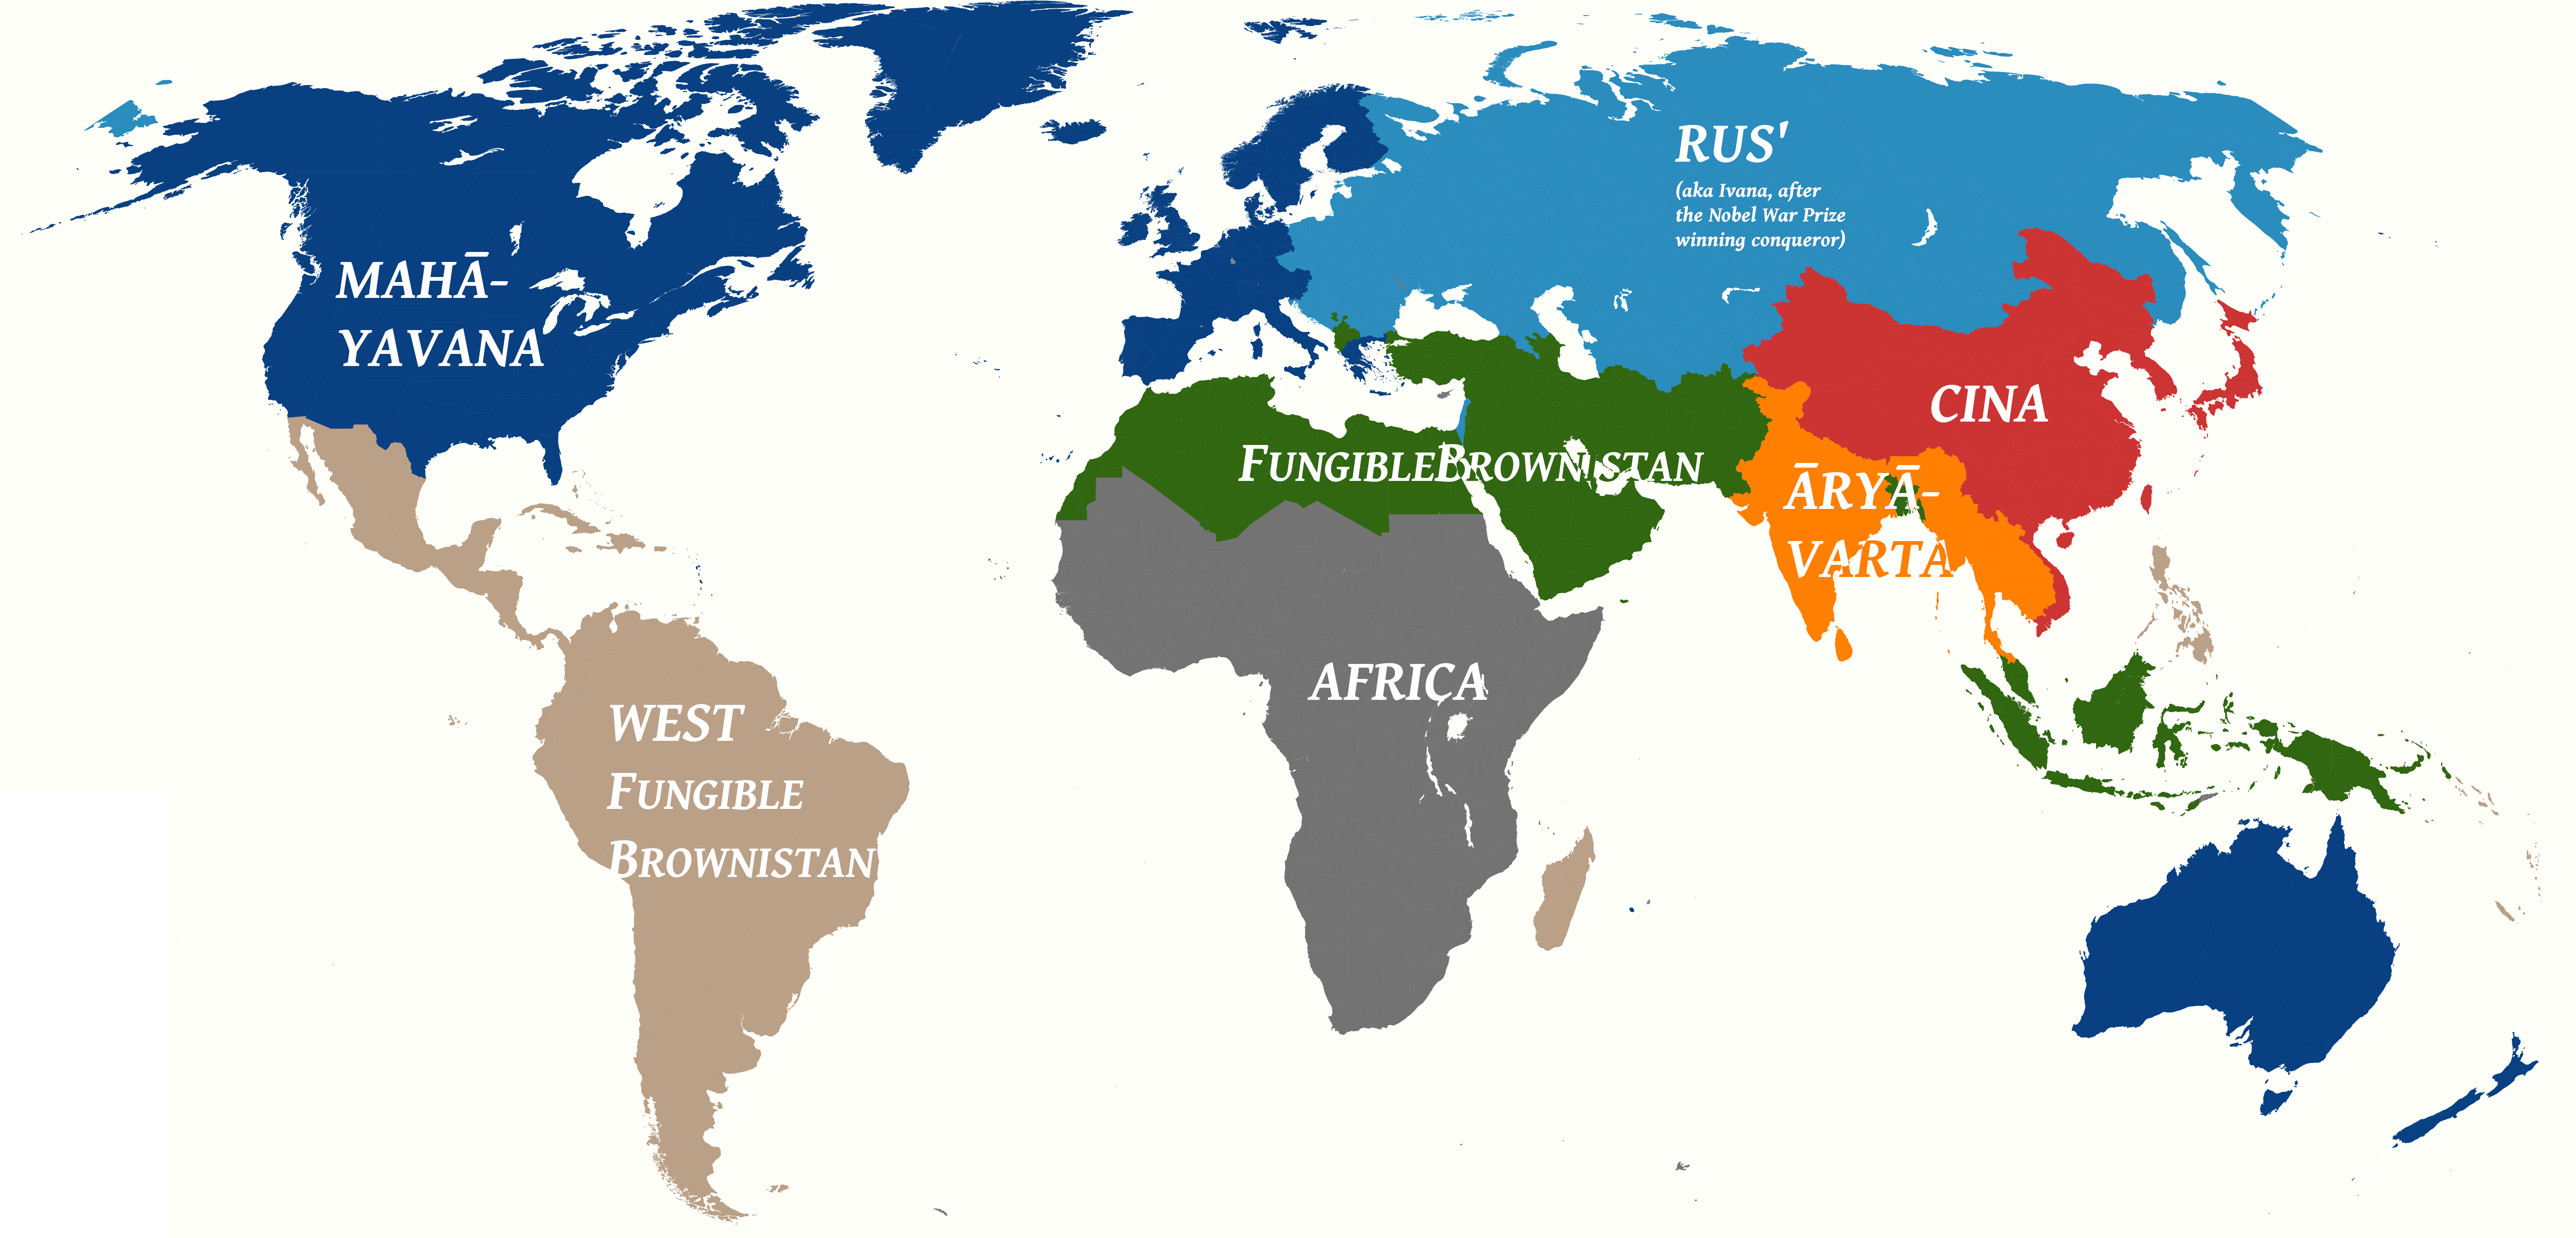 MAHĀ-
YAVANA
RUS'
(aka Ivana, after
the Nobel War Prize
winning conqueror)
CINA
FUNGIBLEBROWNISTAN
ĀRYĀ-
VARTA
AFRICA
WEST
FUNGIBLE
BROWNISTAN